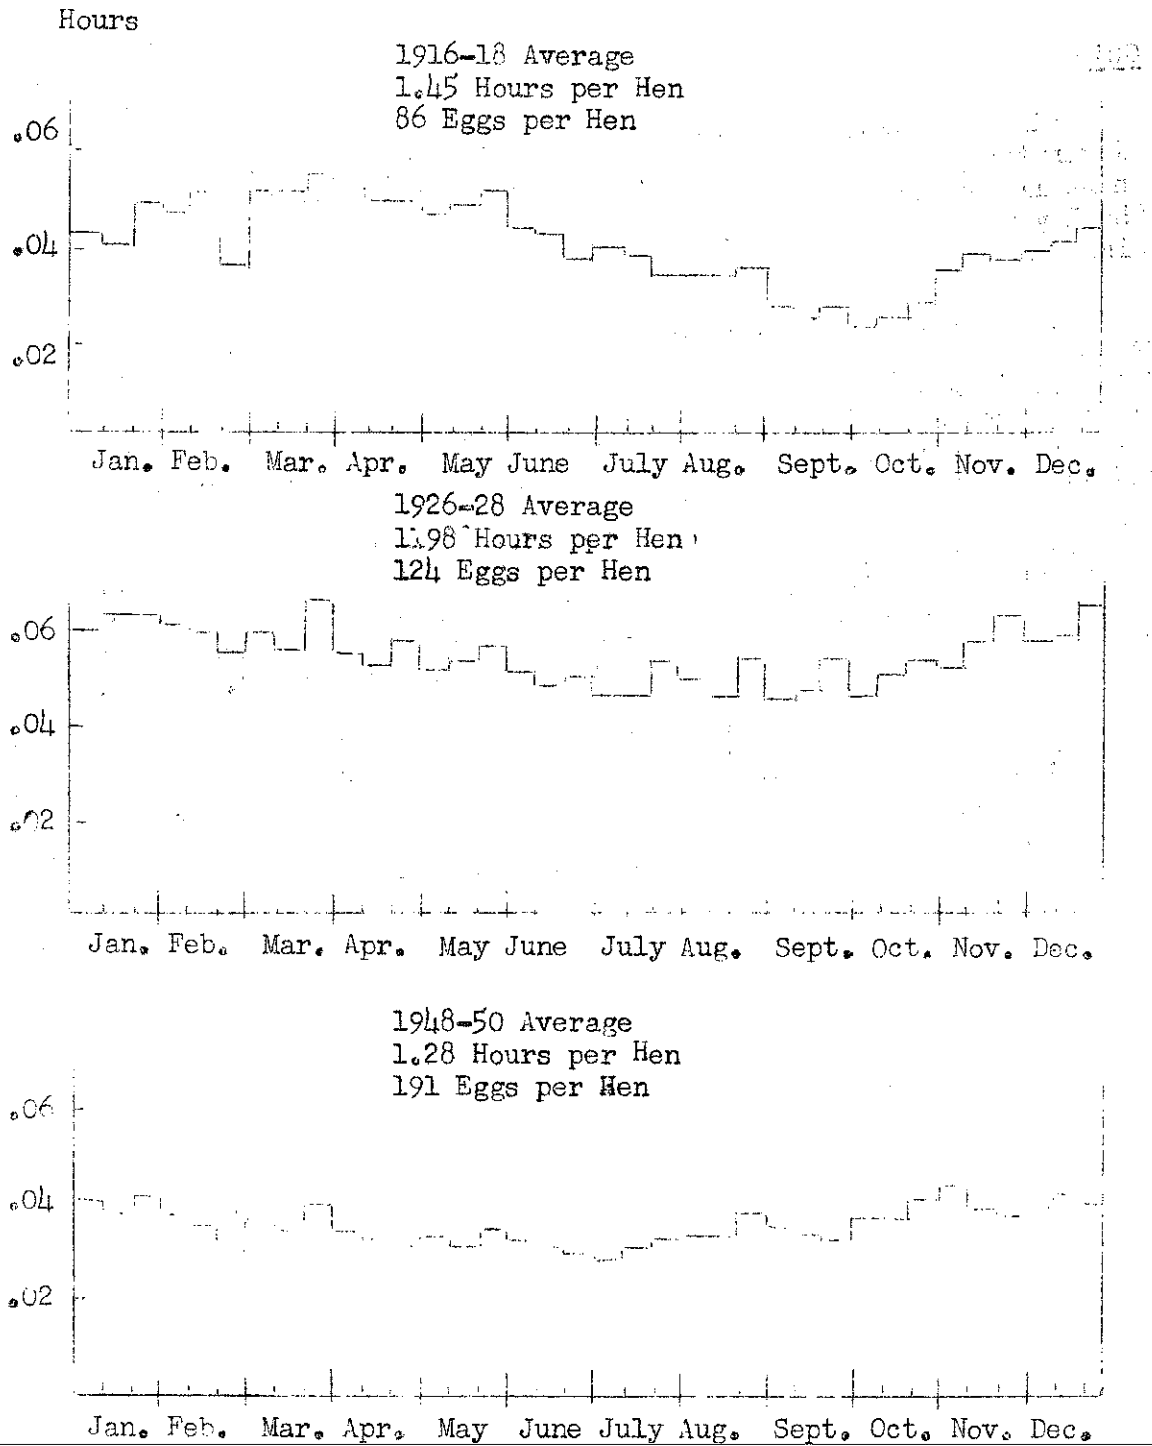 Hours
1916-18 Average
1.45 Hours per Hen
86 Eggs per Hen
.06
.04
.02
Jan. Feb. Mar. Apr. May June July Aug. Sept. Oct. Nov. Dec.
1926-28 Average
1.98 Hours per Hen
124 Eggs per Hen
.06
.04
.02
Jan. Feb. Mar. Apr. May June July Aug. Sept. Oct. Nov. Dec.
1948-50 Average
1.28 Hours per Hen
191 Eggs per Hen
.06
.04
.02
Jan. Feb. Mar. Apr. May June July Aug. Sept. Oct. Nov. Dec.